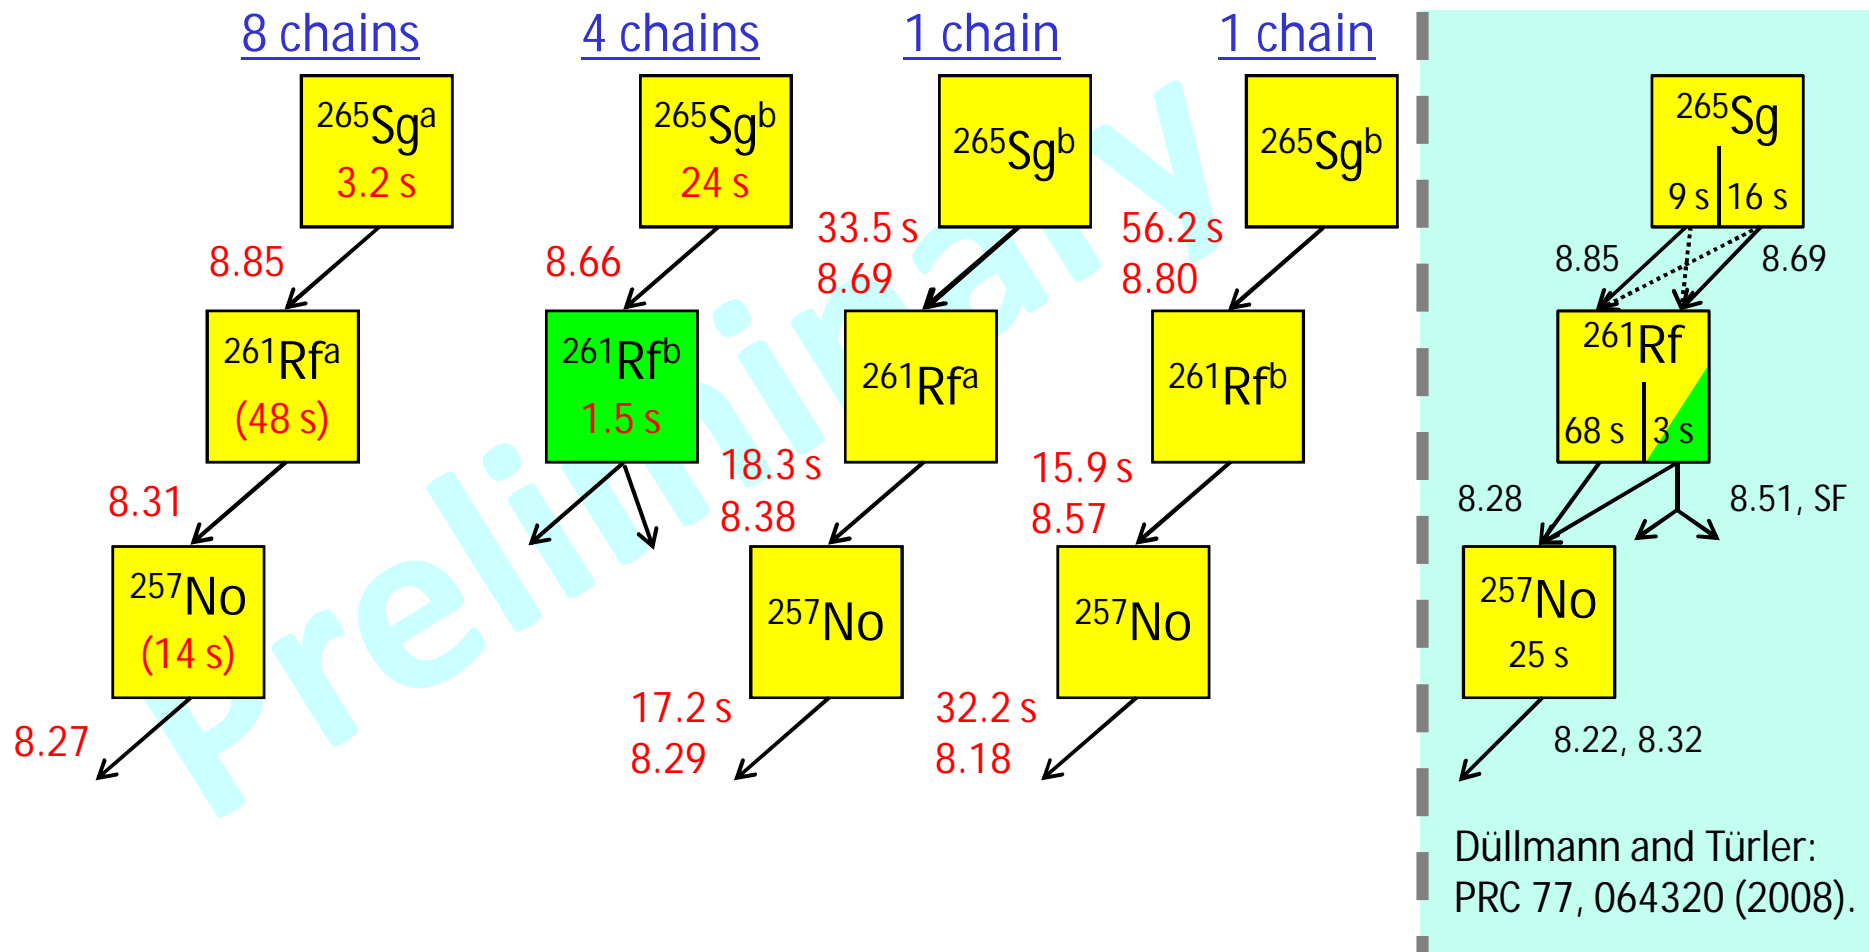 8 chains
4 chains
1 chain
1 chain
²⁶⁵Sgᵃ
3.2 s
8.85
²⁶¹Rfᵃ
(48 s)
8.31
²⁵⁷No
(14 s)
8.27
²⁶⁵Sgᵇ
24 s
8.66
²⁶¹Rfᵇ
1.5 s
²⁶⁵Sgᵇ
33.5 s
8.69
²⁶¹Rfᵃ
18.3 s
8.38
²⁵⁷No
17.2 s
8.29
²⁶⁵Sgᵇ
56.2 s
8.80
²⁶¹Rfᵇ
15.9 s
8.57
²⁵⁷No
32.2 s
8.18
Preliminary
²⁶⁵Sg
9 s 16 s
8.85 8.69
²⁶¹Rf
68 s 3 s
8.28 8.51, SF
²⁵⁷No
25 s
8.22, 8.32
Düllmann and Türler:
PRC 77, 064320 (2008).